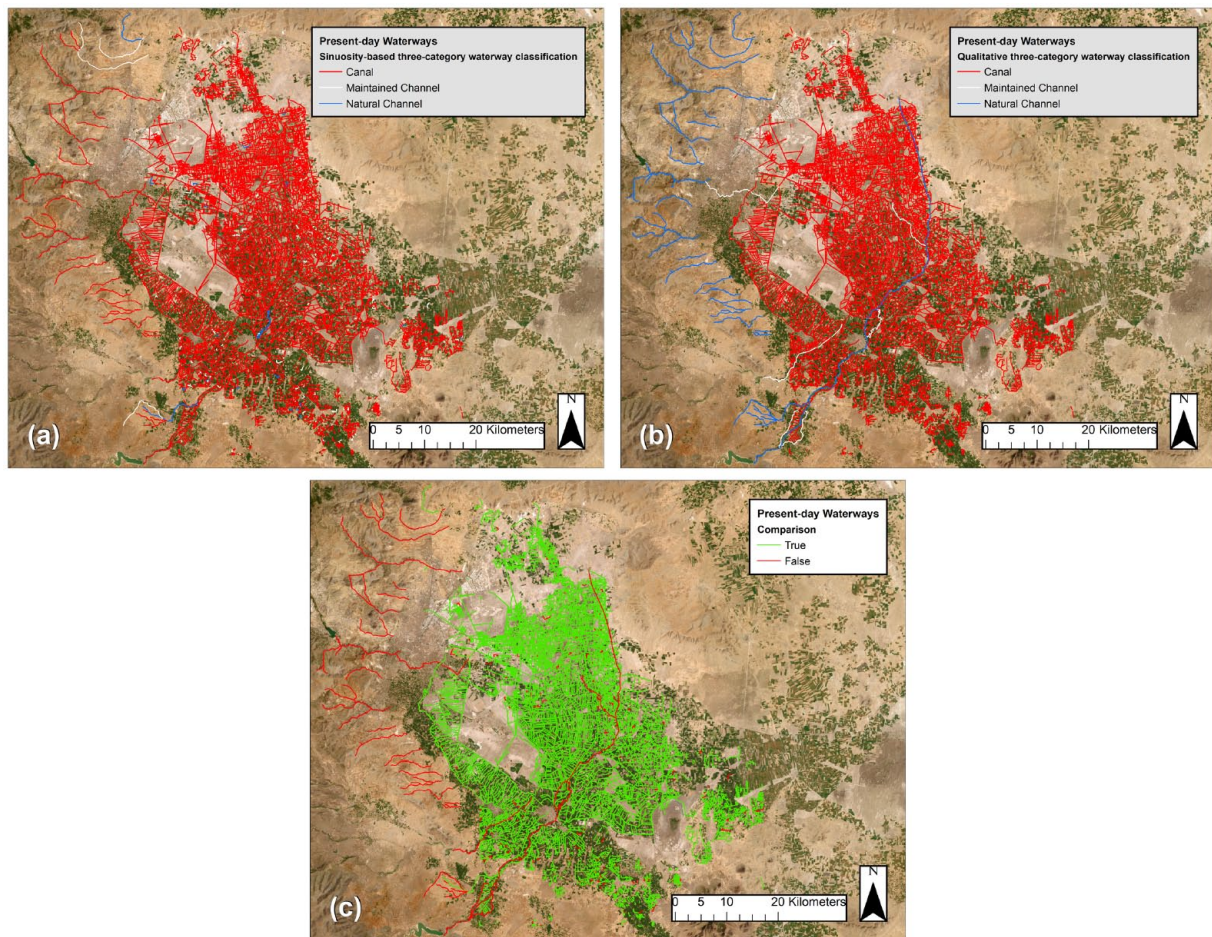 Present-day Waterways
Sinuosity-based three-category waterway classification
Canal
Maintained Channel
Natural Channel
N
0 5 10 20 Kilometers
(a)
Present-day Waterways
Qualitative three-category waterway classification
Canal
Maintained Channel
Natural Channel
N
0 5 10 20 Kilometers
(b)
Present-day Waterways
Comparison
True
False
N
0 5 10 20 Kilometers
(c)